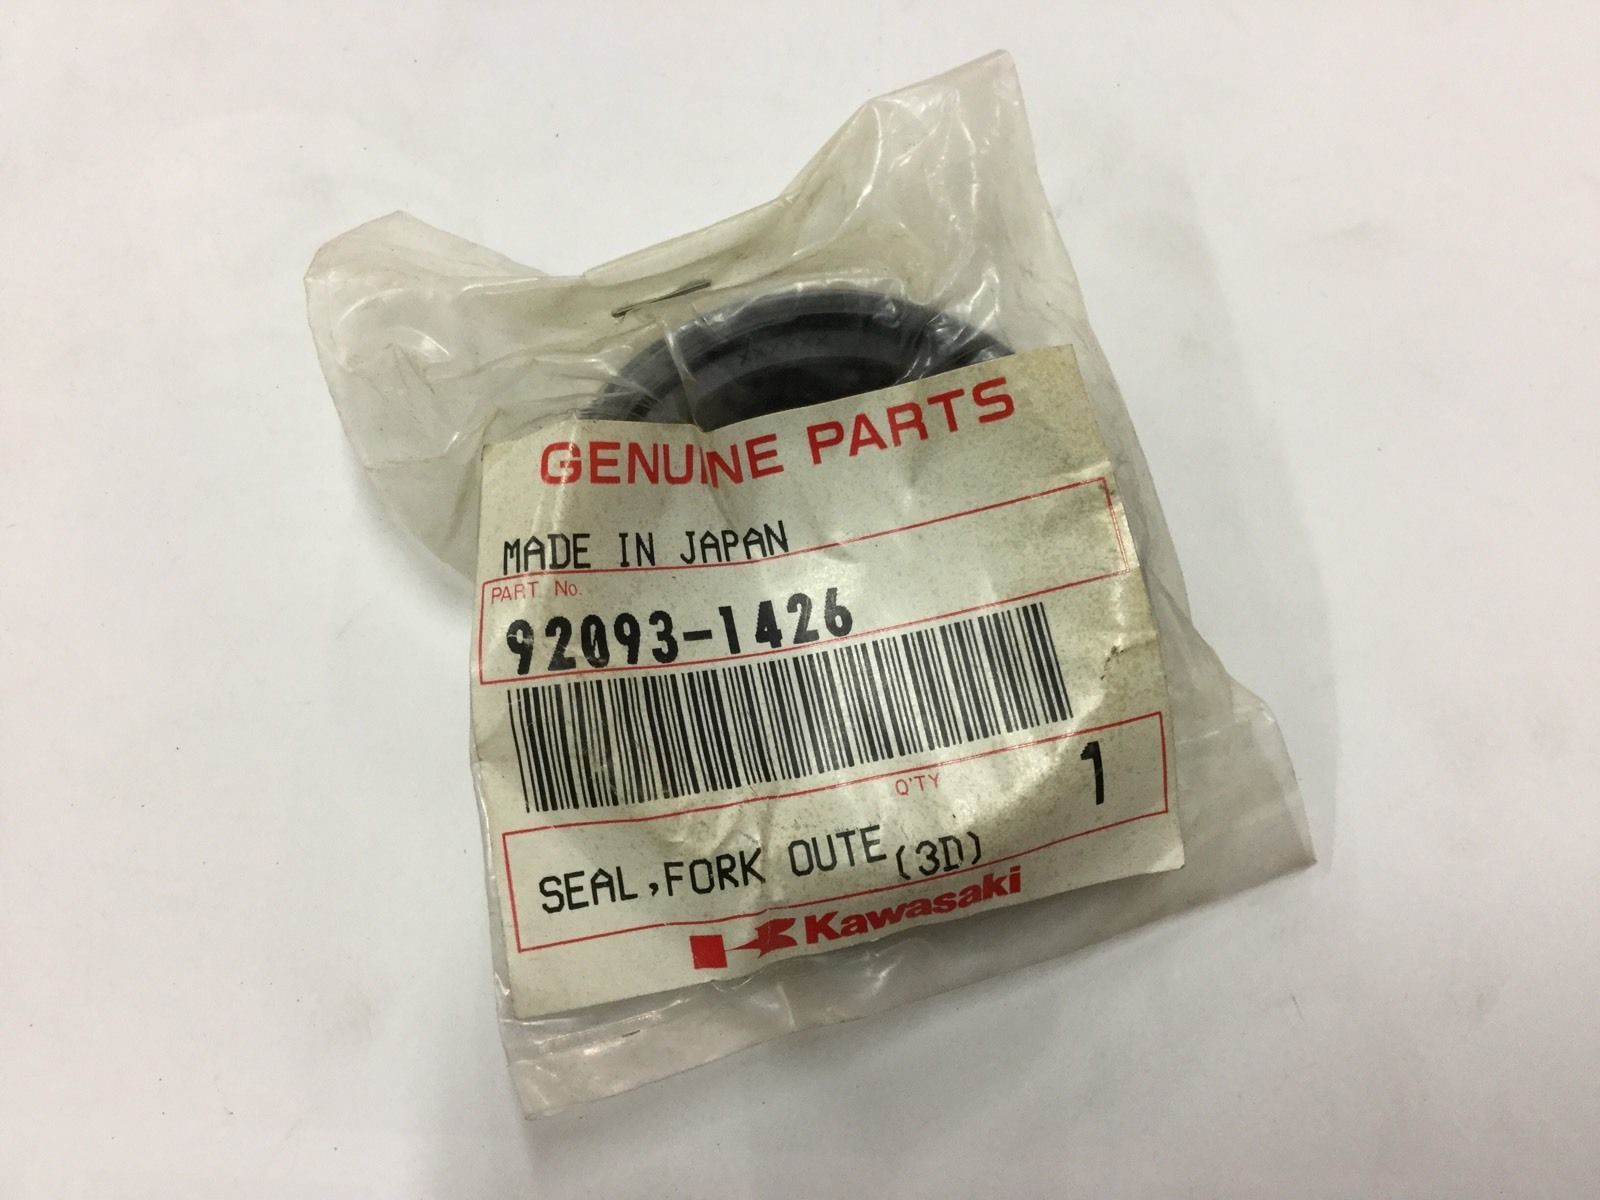 GENUINE PARTS
MADE IN JAPAN
PART No.
92093-1426
Q'TY 1
SEAL,FORK OUTE(3D)
Kawasaki